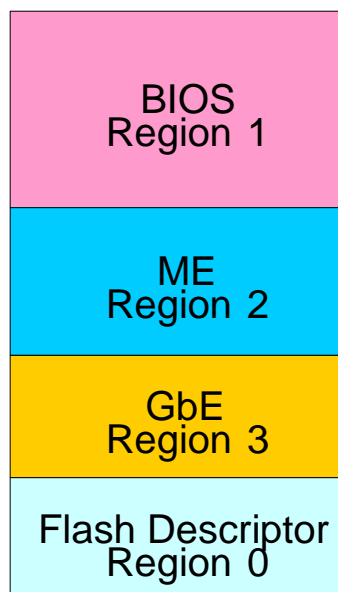 BIOS
Region 1
ME
Region 2
GbE
Region 3
Flash Descriptor
Region 0